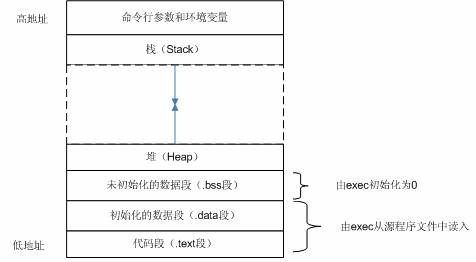 高地址
命令行参数和环境变量
栈（Stack）
堆（Heap）
未初始化的数据段（.bss段）
由exec初始化为0
初始化的数据段（.data段）
由exec从源程序文件中读入
低地址
代码段（.text段）